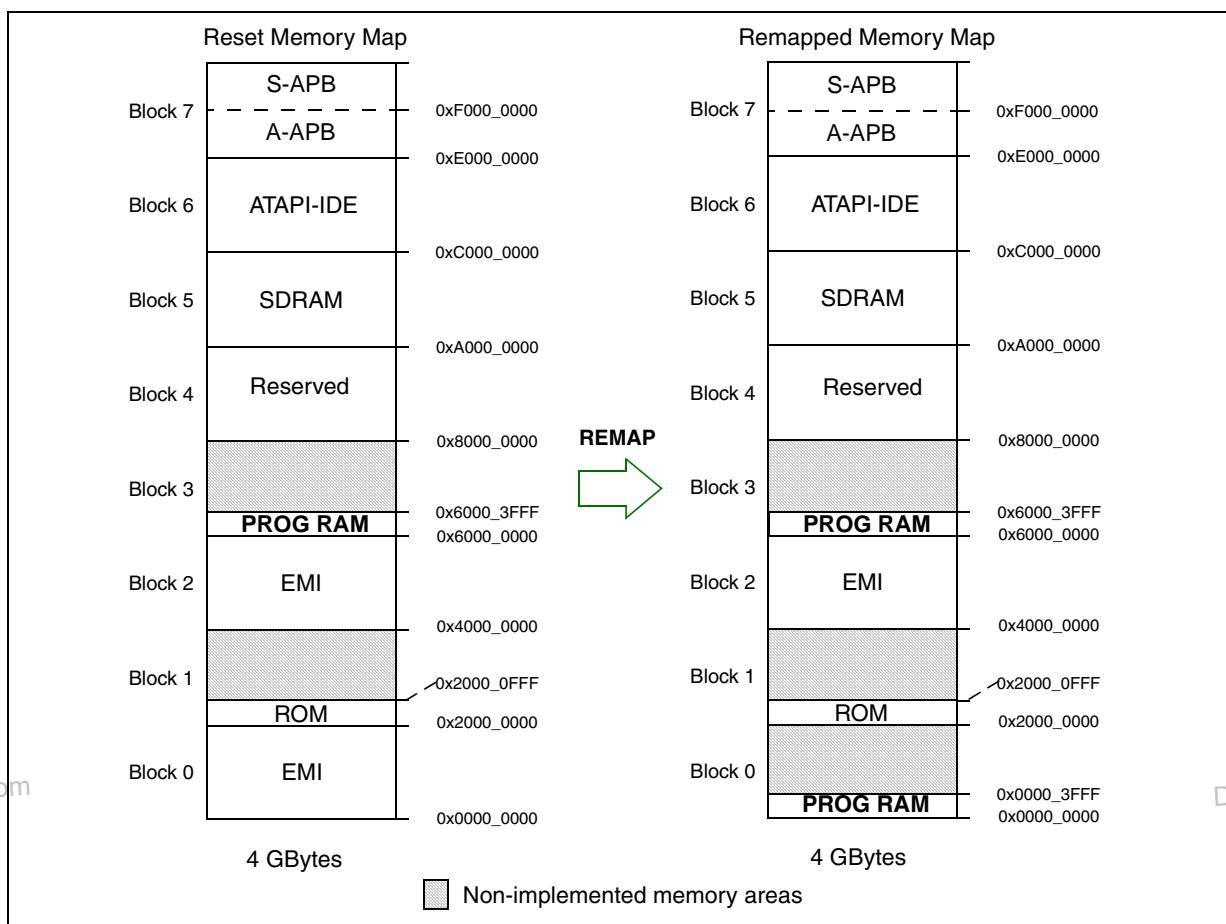 Reset Memory Map
Block 7
S-APB
A-APB
0xF000_0000
0xE000_0000
Block 6
ATAPI-IDE
0xC000_0000
Block 5
SDRAM
0xA000_0000
Block 4
Reserved
0x8000_0000
Block 3
0x6000_3FFF
PROG RAM
0x6000_0000
Block 2
EMI
0x4000_0000
Block 1
0x2000_0FFF
ROM
0x2000_0000
Block 0
EMI
0x0000_0000
4 GBytes
REMAP
Remapped Memory Map
Block 7
S-APB
A-APB
0xF000_0000
0xE000_0000
Block 6
ATAPI-IDE
0xC000_0000
Block 5
SDRAM
0xA000_0000
Block 4
Reserved
0x8000_0000
Block 3
0x6000_3FFF
PROG RAM
0x6000_0000
Block 2
EMI
0x4000_0000
Block 1
0x2000_0FFF
ROM
0x2000_0000
Block 0
0x0000_3FFF
PROG RAM
0x0000_0000
4 GBytes
Non-implemented memory areas